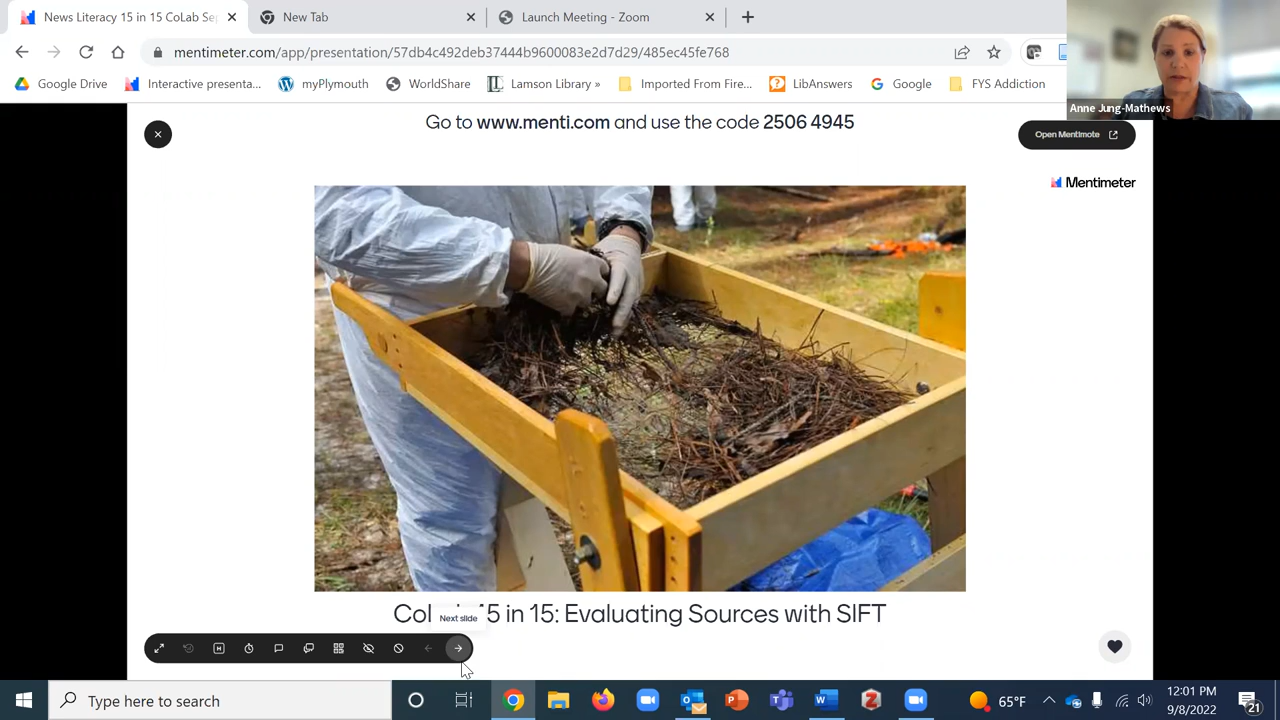 News Literacy 15 in 15 CoLab Se
New Tab
Launch Meeting - Zoom
mentimeter.com/app/presentation/57db4c492deb37444b9600083e2d7d29/485ec45fe768
Google Drive
Interactive presenta...
myPlymouth
WorldShare
Lamson Library »
Imported From Fire...
LibAnswers
Google
FYS Addiction
Anne Jung-Mathews
Go to www.menti.com and use the code 2506 4945
Open Mentimote
Mentimeter
15 in 15: Evaluating Sources with SIFT
Next slide
Type here to search
65°F
12:01 PM
9/8/2022
21